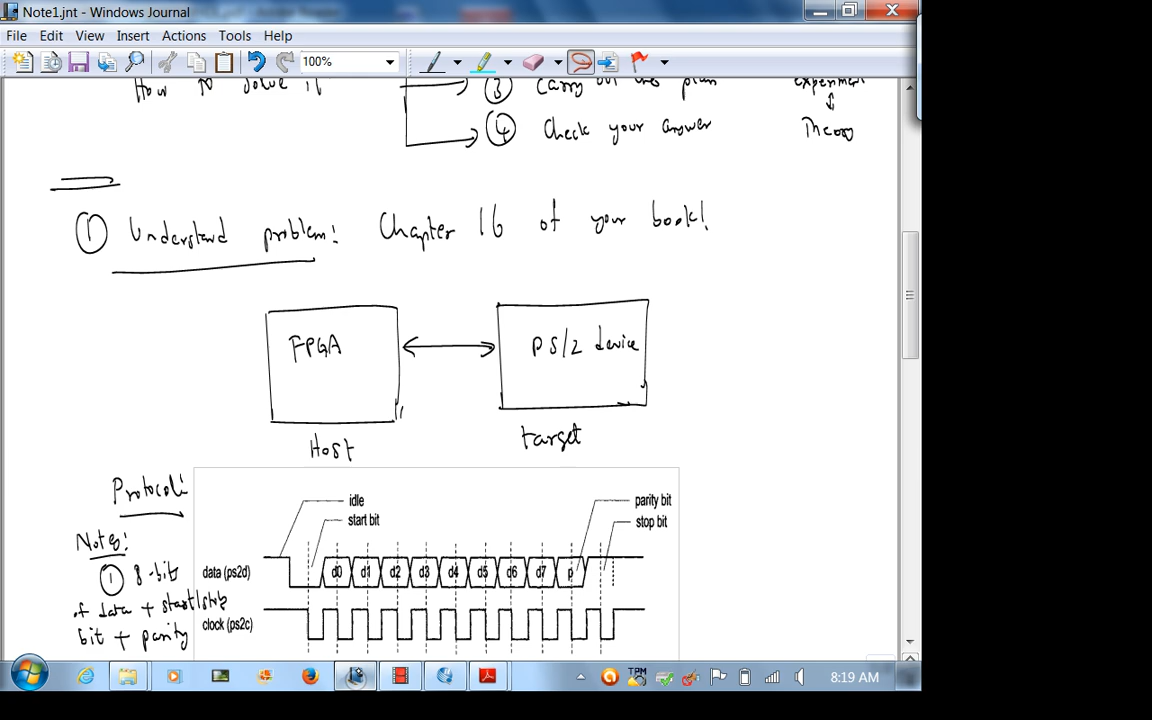 Note1.jnt - Windows Journal
File Edit View Insert Actions Tools Help
100%
How to solve it
③ Carry out the plan
experiment
④ Check your answer
Theory
① Understand problem: Chapter 16 of your book!
FPGA
PS/2 device
Host
target
Protocol:
idle
parity bit
start bit
stop bit
Notes:
① 8-bits
data (ps2d)
d0 d1 d2 d3 d4 d5 d6 d7 p
of data + start/stop
clock (ps2c)
bit + parity
TPM
8:19 AM